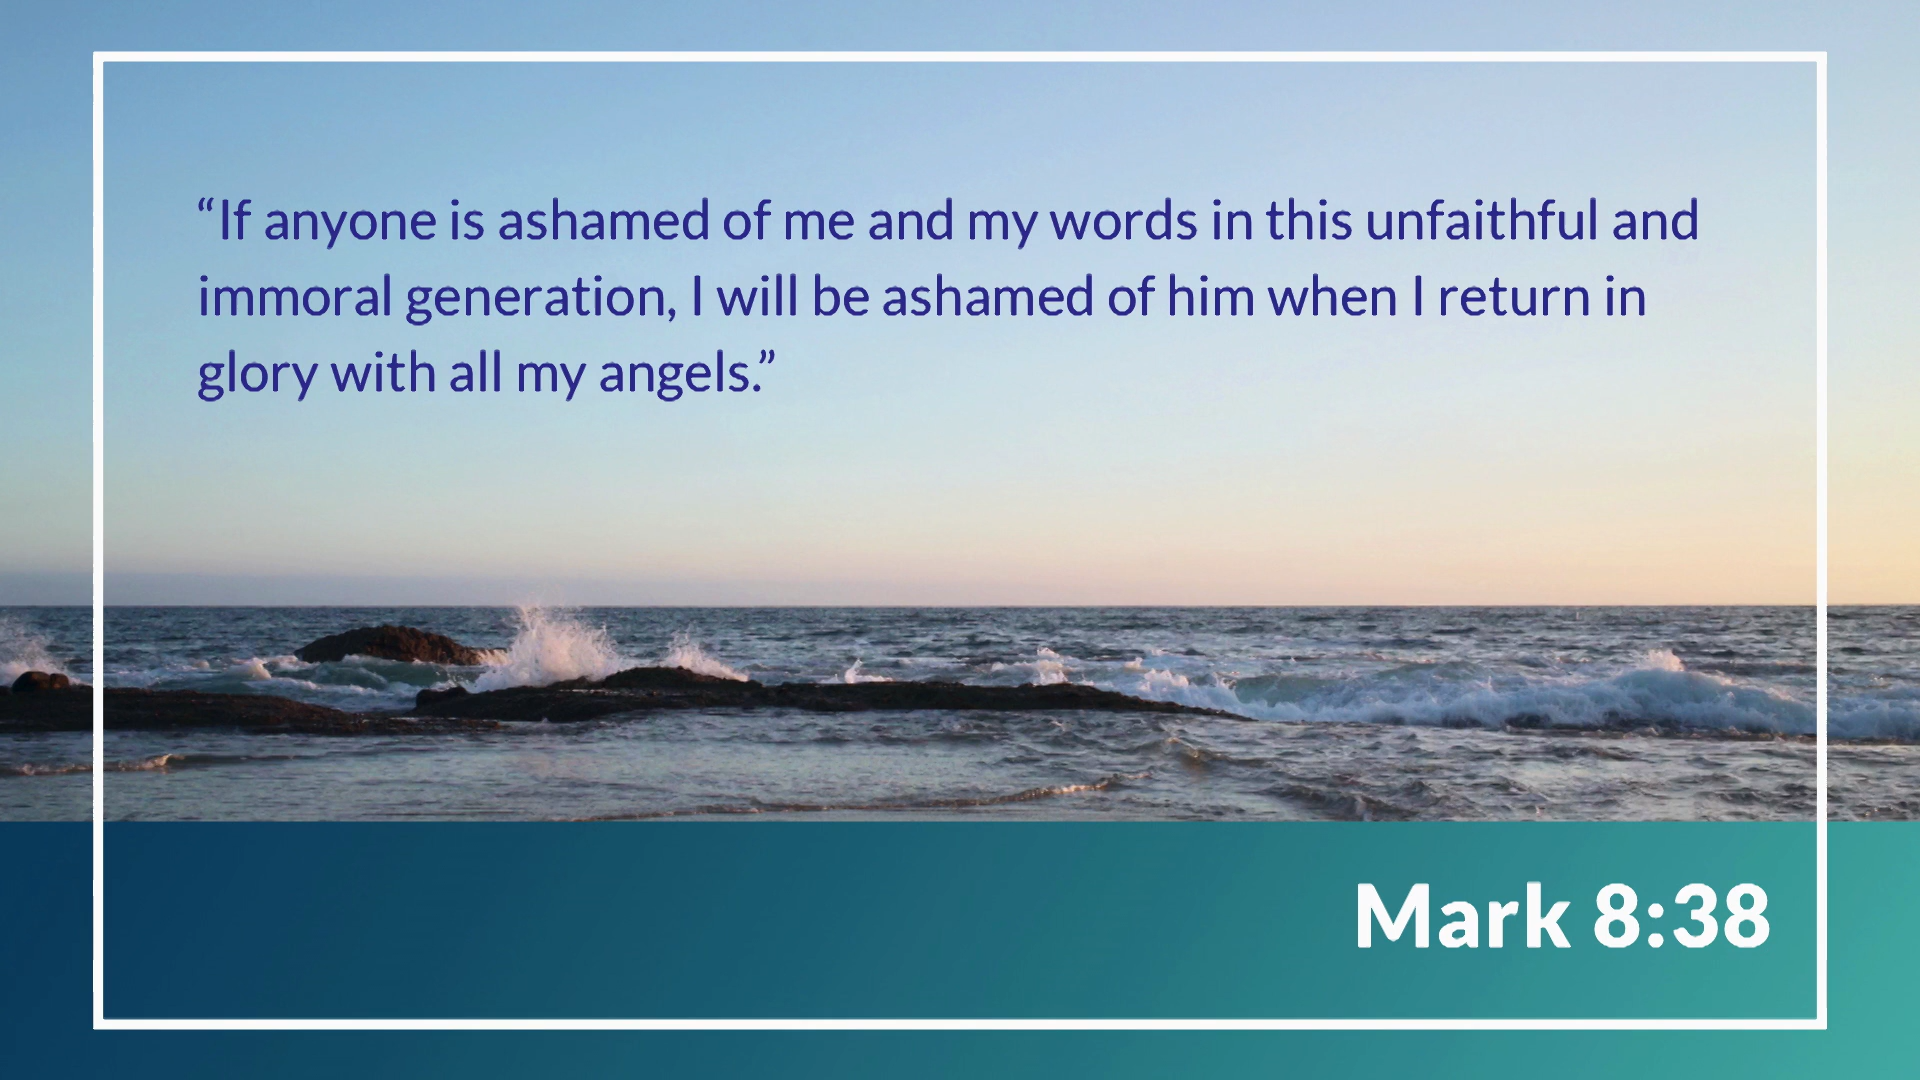 “If anyone is ashamed of me and my words in this unfaithful and
immoral generation, I will be ashamed of him when I return in
glory with all my angels.”
Mark 8:38